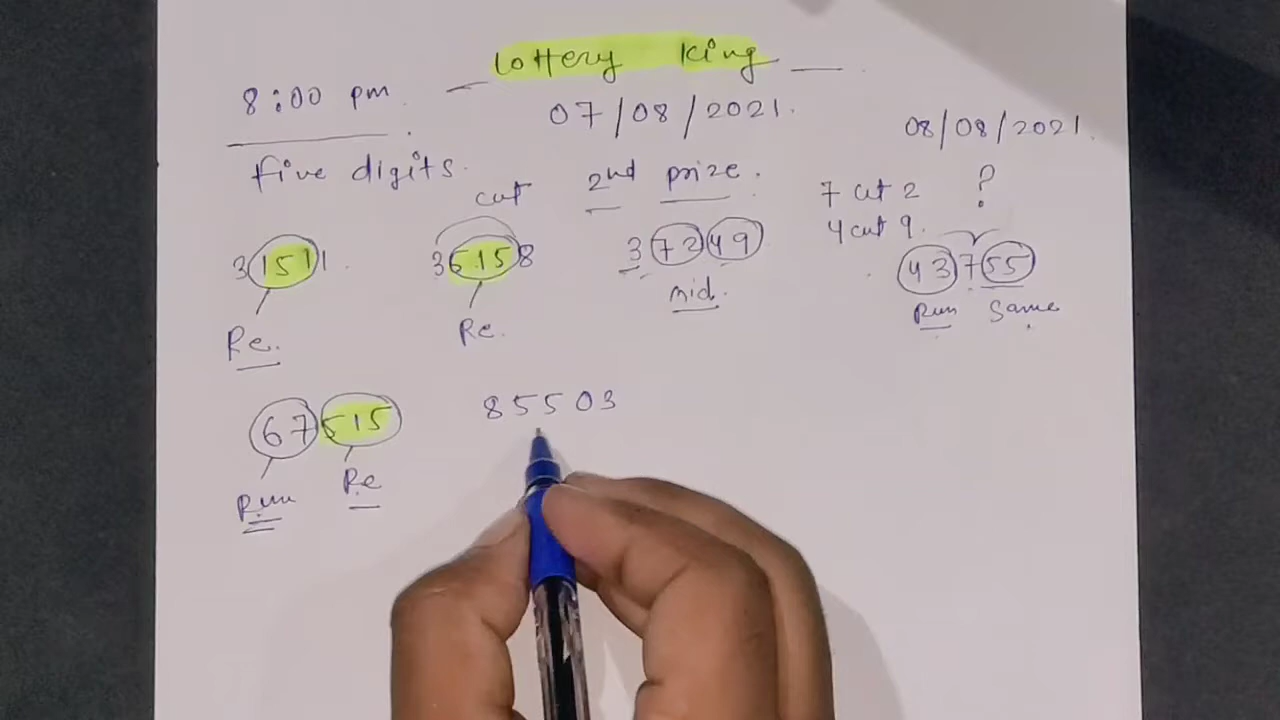 Lottery King
8:00 pm
07/08/2021.
08/08/2021.
five digits.
cut
2nd prize.
?
7 cut 2
4 cut 9.
31511
35158
37249
43755
Re.
Re.
mid.
Run
Same
67515
85503
Run
Re